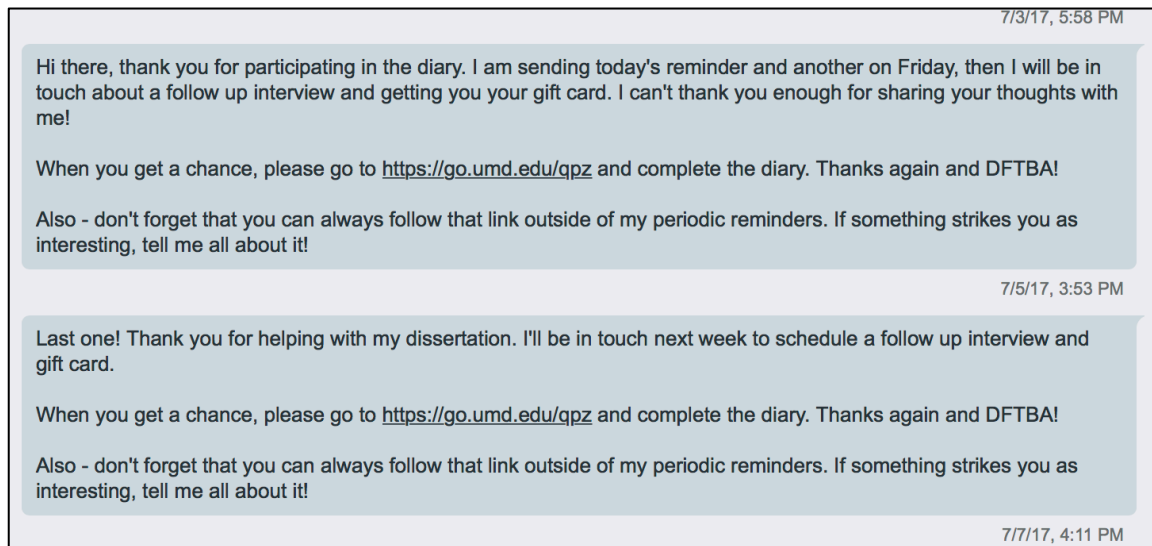 7/3/17, 5:58 PM
Hi there, thank you for participating in the diary. I am sending today's reminder and another on Friday, then I will be in
touch about a follow up interview and getting you your gift card. I can't thank you enough for sharing your thoughts with
me!
When you get a chance, please go to https://go.umd.edu/qpz and complete the diary. Thanks again and DFTBA!
Also - don't forget that you can always follow that link outside of my periodic reminders. If something strikes you as
interesting, tell me all about it!
7/5/17, 3:53 PM
Last one! Thank you for helping with my dissertation. I'll be in touch next week to schedule a follow up interview and
gift card.
When you get a chance, please go to https://go.umd.edu/qpz and complete the diary. Thanks again and DFTBA!
Also - don't forget that you can always follow that link outside of my periodic reminders. If something strikes you as
interesting, tell me all about it!
7/7/17, 4:11 PM